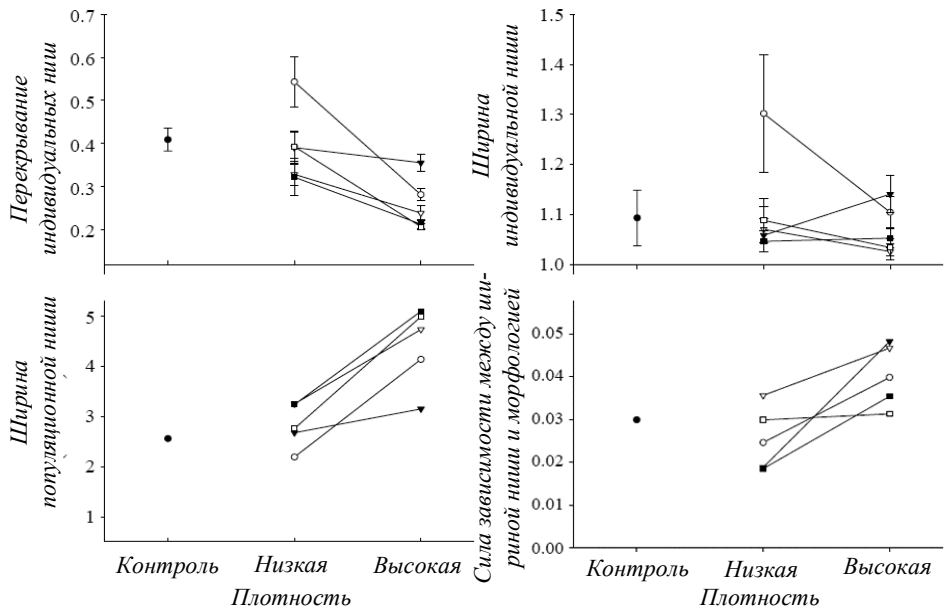 Перекрывание
индивидуальных ниш
0.7
0.6
0.5
0.4
0.3
0.2
Ширина
индивидуальной ниши
1.5
1.4
1.3
1.2
1.1
1.0
Ширина
популяционной ниши
5
4
3
2
1
Сила зависимости между ши-
риной ниши и морфологией
0.05
0.04
0.03
0.02
0.01
0.00
Контроль Низкая Высокая
Плотность
Контроль Низкая Высокая
Плотность